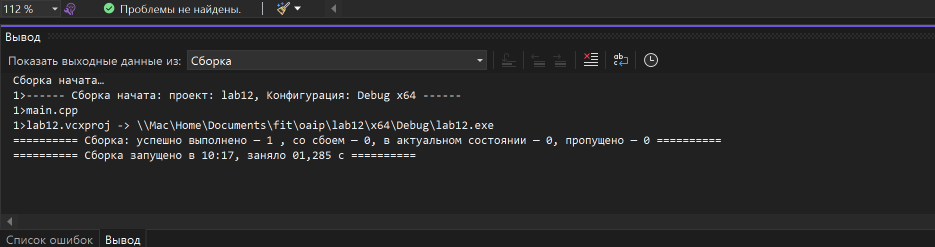 112 %
Проблемы не найдены.
Вывод
Показать выходные данные из: Сборка
Сборка начата…
1>------ Сборка начата: проект: lab12, Конфигурация: Debug x64 ------
1>main.cpp
1>lab12.vcxproj -> \\Mac\Home\Documents\fit\oaip\lab12\x64\Debug\lab12.exe
========== Сборка: успешно выполнено — 1 , со сбоем — 0, в актуальном состоянии — 0, пропущено — 0 ==========
========== Сборка запущено в 10:17, заняло 01,285 с ==========
Список ошибок Вывод